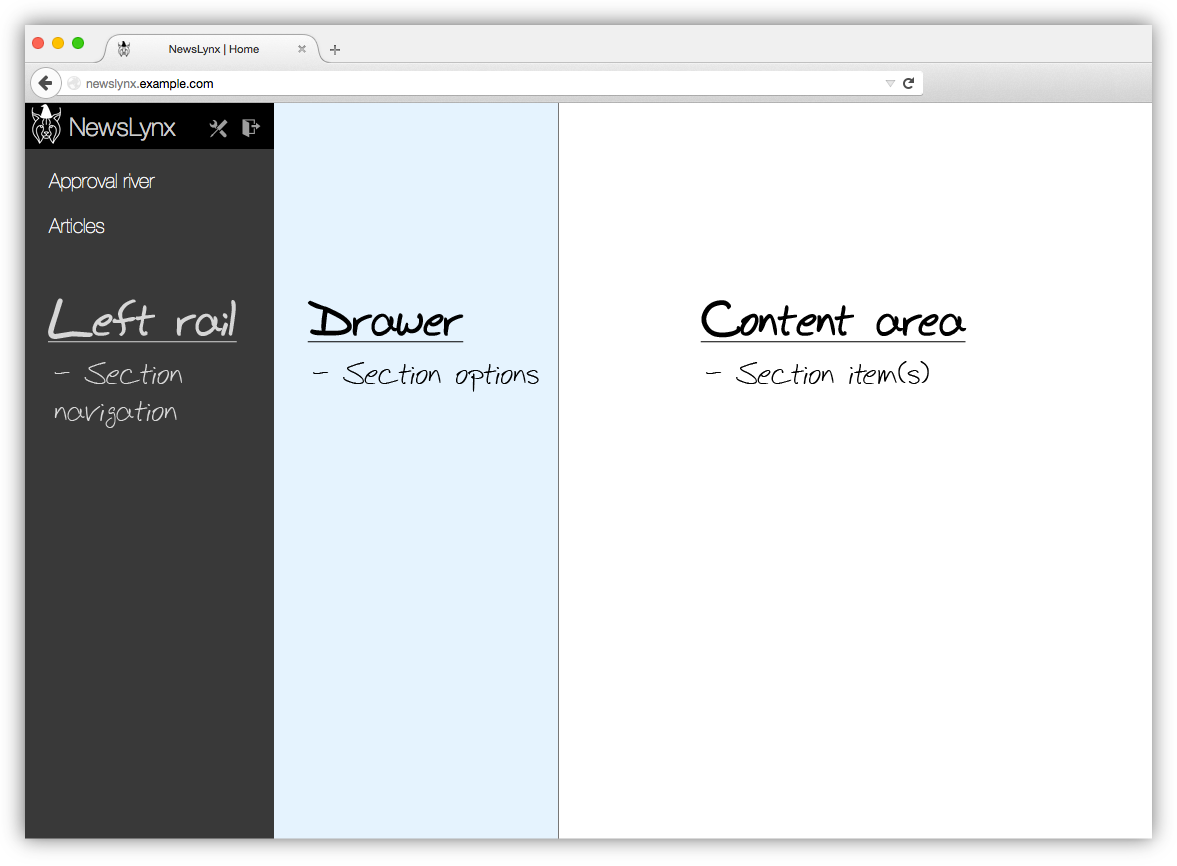 NewsLynx | Home
newslynx.example.com
NewsLynx
Approval river
Articles
Left rail
- Section
navigation
Drawer
- Section options
Content area
- Section item(s)